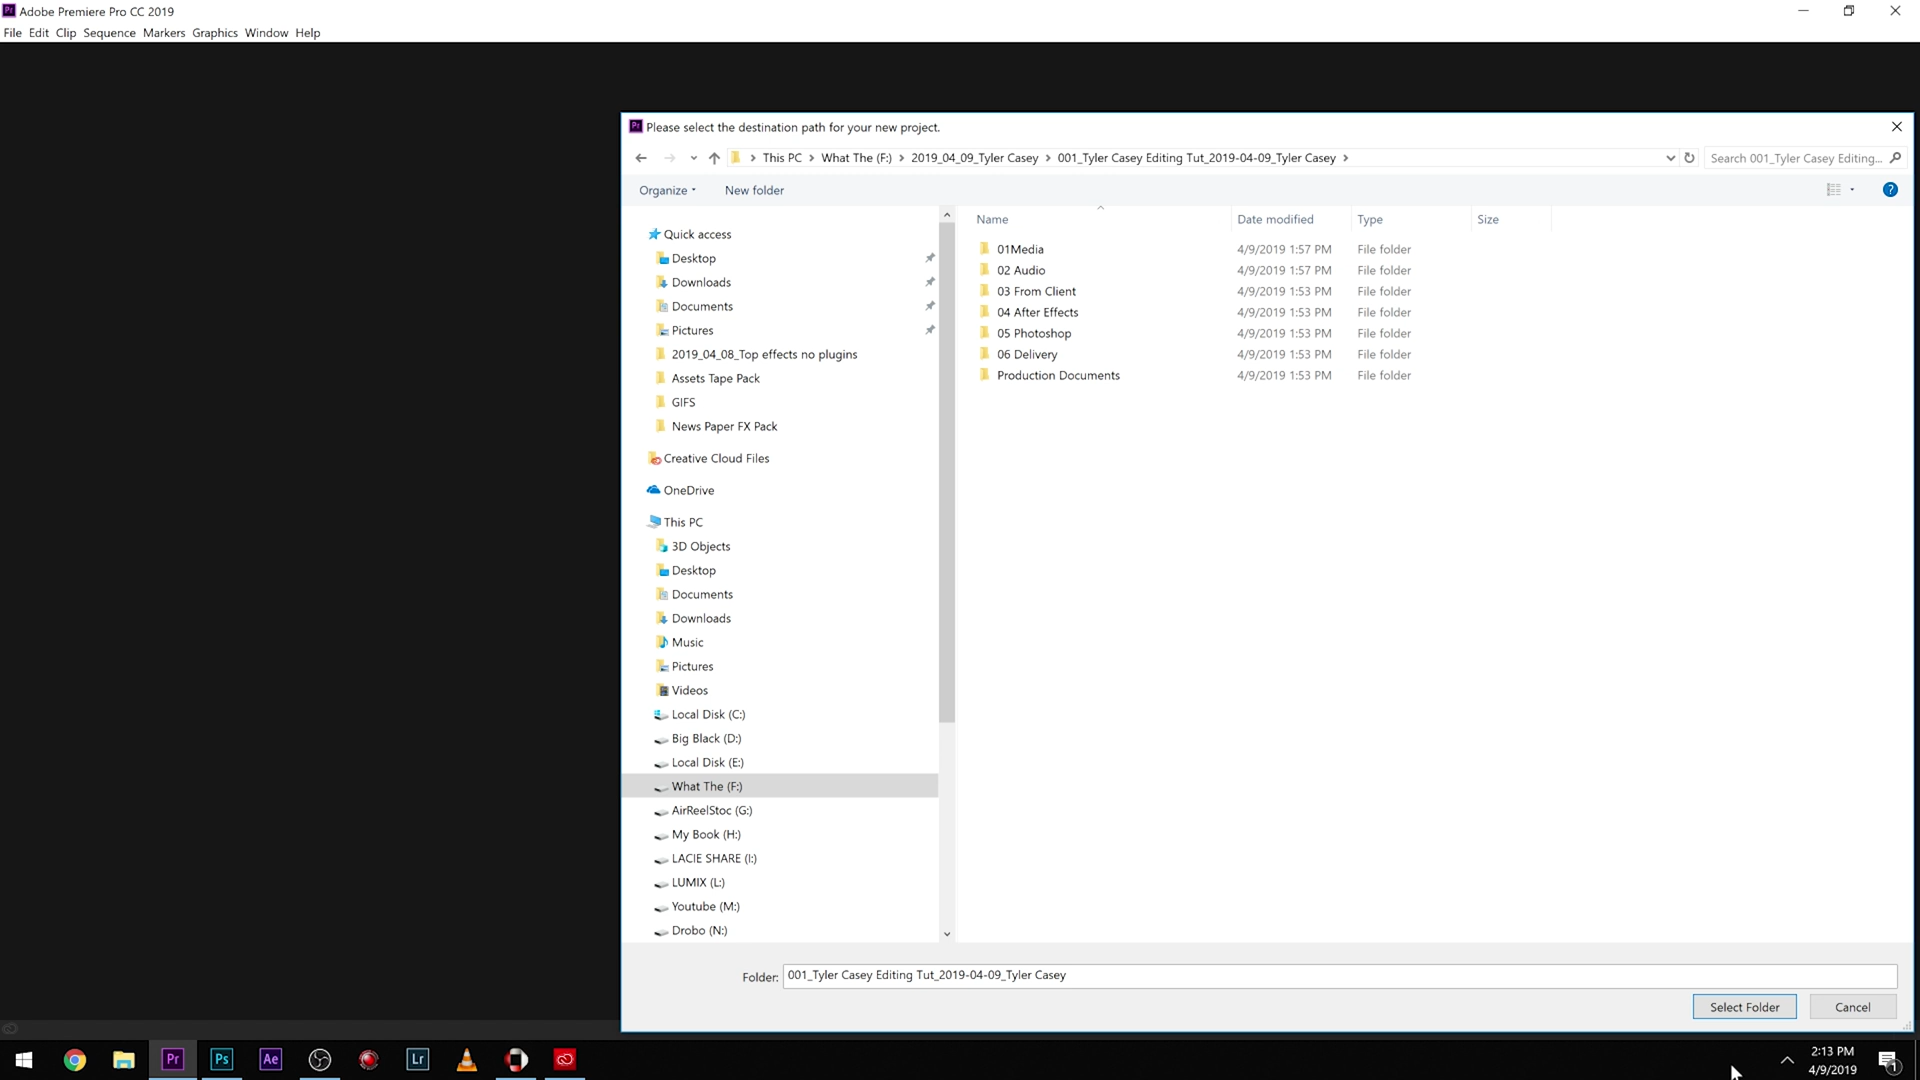 Pr Adobe Premiere Pro CC 2019
File Edit Clip Sequence Markers Graphics Window Help
Pr Please select the destination path for your new project.
This PC > What The (F:) > 2019_04_09_Tyler Casey > 001_Tyler Casey Editing Tut_2019-04-09_Tyler Casey >
Search 001_Tyler Casey Editing...
Organize New folder
?
Quick access
Desktop
Downloads
Documents
Pictures
2019_04_08_Top effects no plugins
Assets Tape Pack
GIFS
News Paper FX Pack
Creative Cloud Files
OneDrive
This PC
3D Objects
Desktop
Documents
Downloads
Music
Pictures
Videos
Local Disk (C:)
Big Black (D:)
Local Disk (E:)
What The (F:)
AirReelStoc (G:)
My Book (H:)
LACIE SHARE (I:)
LUMIX (L:)
Youtube (M:)
Drobo (N:)
Name Date modified Type Size
01Media 4/9/2019 1:57 PM File folder
02 Audio 4/9/2019 1:57 PM File folder
03 From Client 4/9/2019 1:53 PM File folder
04 After Effects 4/9/2019 1:53 PM File folder
05 Photoshop 4/9/2019 1:53 PM File folder
06 Delivery 4/9/2019 1:53 PM File folder
Production Documents 4/9/2019 1:53 PM File folder
Folder: 001_Tyler Casey Editing Tut_2019-04-09_Tyler Casey
Select Folder Cancel
Pr Ps Ae Lr
2:13 PM
4/9/2019
1